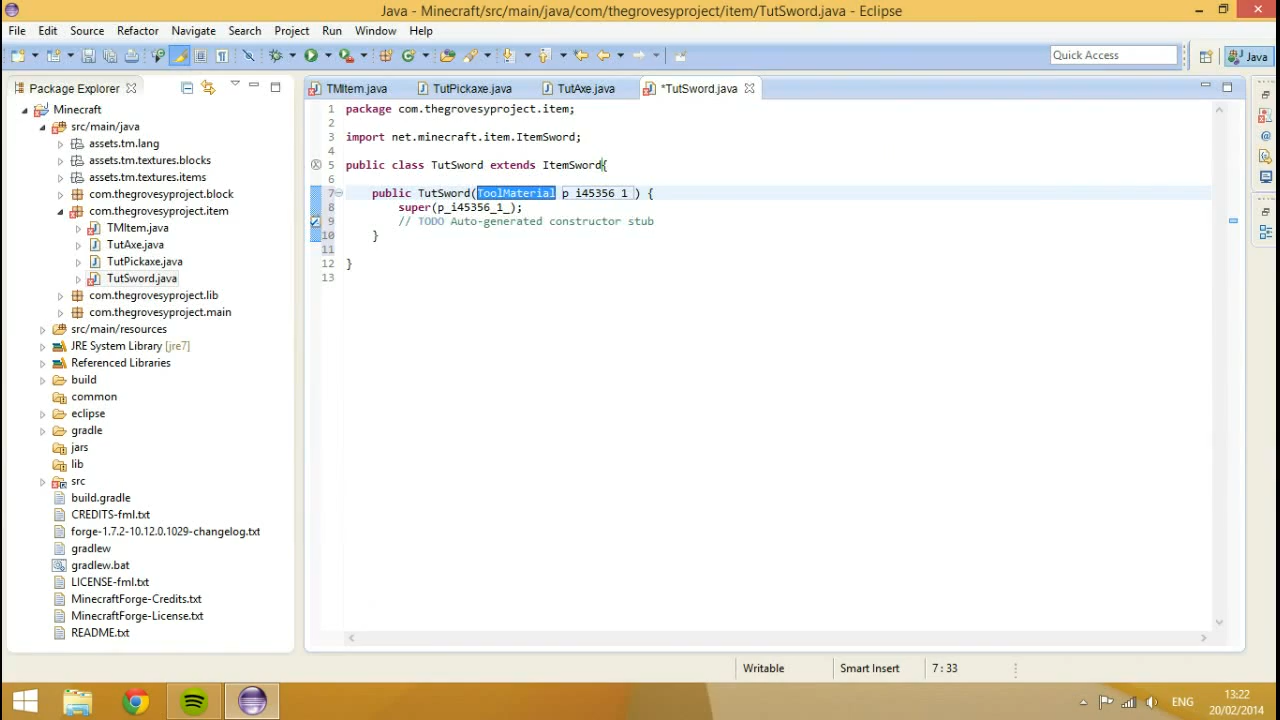 Java - Minecraft/src/main/java/com/thegrovesyproject/item/TutSword.java - Eclipse
File Edit Source Refactor Navigate Search Project Run Window Help
Quick Access
Java
Package Explorer
TMItem.java TutPickaxe.java TutAxe.java *TutSword.java
Minecraft
src/main/java
assets.tm.lang
assets.tm.textures.blocks
assets.tm.textures.items
com.thegrovesyproject.block
com.thegrovesyproject.item
TMItem.java
TutAxe.java
TutPickaxe.java
TutSword.java
com.thegrovesyproject.lib
com.thegrovesyproject.main
src/main/resources
JRE System Library [jre7]
Referenced Libraries
build
common
eclipse
gradle
jars
lib
src
build.gradle
CREDITS-fml.txt
forge-1.7.2-10.12.0.1029-changelog.txt
gradlew
gradlew.bat
LICENSE-fml.txt
MinecraftForge-Credits.txt
MinecraftForge-License.txt
README.txt
1 package com.thegrovesyproject.item;
2
3 import net.minecraft.item.ItemSword;
4
5 public class TutSword extends ItemSword{
6
7 public TutSword(ToolMaterial p_i45356_1_) {
8 super(p_i45356_1_);
9 // TODO Auto-generated constructor stub
10 }
11
12 }
13
Writable Smart Insert 7 : 33
ENG
13:22
20/02/2014